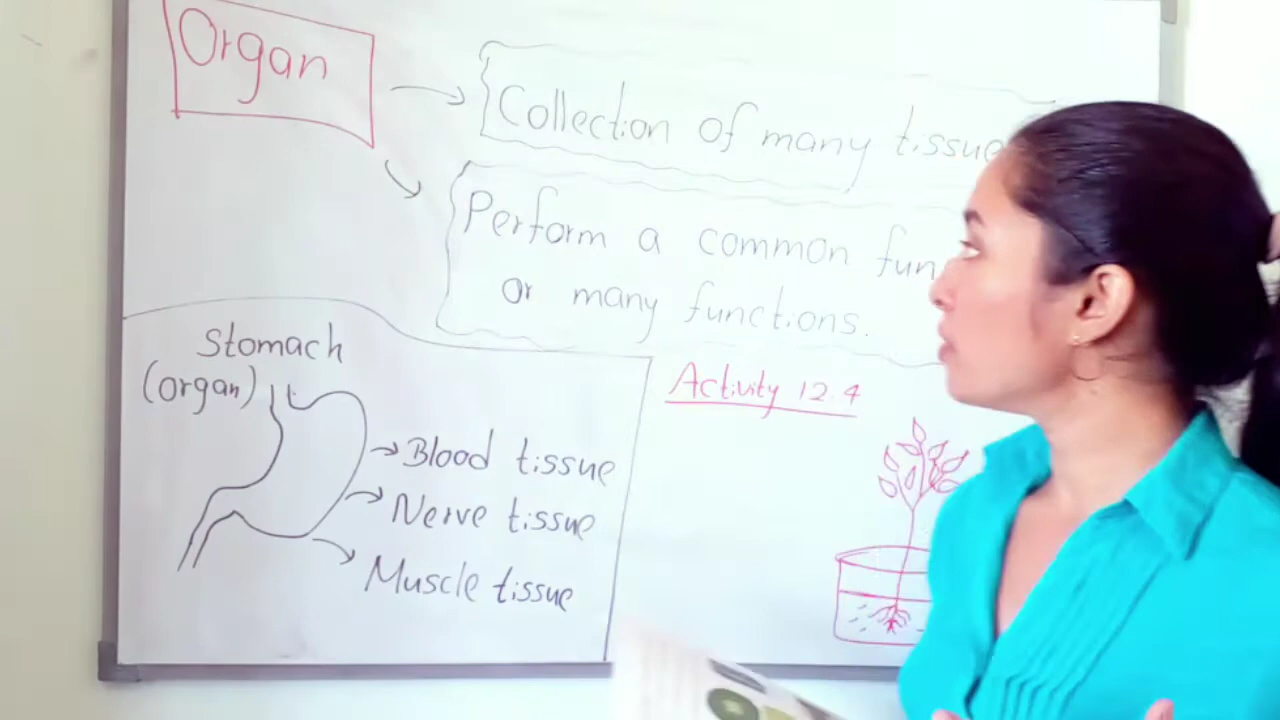 Organ
Collection of many tissue
Perform a common fun
or many functions.
Stomach
(organ)
Blood tissue
Nerve tissue
Muscle tissue
Activity 12.4